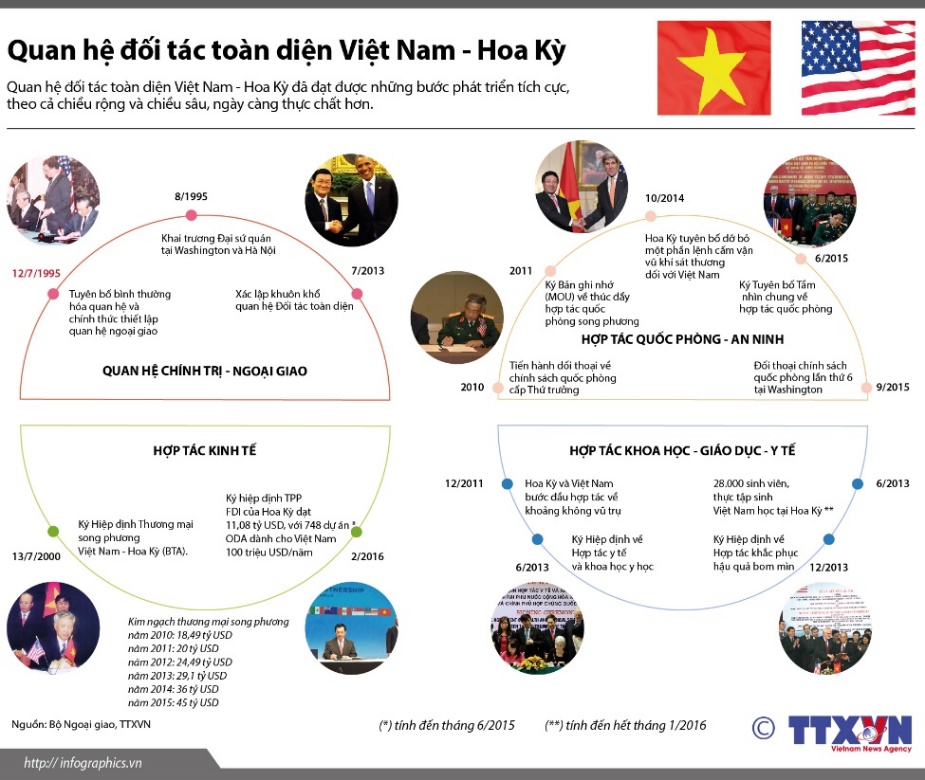 Quan hệ đối tác toàn diện Việt Nam - Hoa Kỳ
Quan hệ đối tác toàn diện Việt Nam - Hoa Kỳ đã đạt được những bước phát triển tích cực,
theo cả chiều rộng và chiều sâu, ngày càng thực chất hơn.
12/7/1995
Tuyên bố bình thường
hóa quan hệ và
chính thức thiết lập
quan hệ ngoại giao
8/1995
Khai trương Đại sứ quán
tại Washington và Hà Nội
7/2013
Xác lập khuôn khổ
quan hệ Đối tác toàn diện
QUAN HỆ CHÍNH TRỊ - NGOẠI GIAO
2010
Tiến hành đối thoại về
chính sách quốc phòng
cấp Thứ trưởng
2011
Ký Bản ghi nhớ
(MOU) về thúc đẩy
hợp tác quốc
phòng song phương
10/2014
Hoa Kỳ tuyên bố dỡ bỏ
một phần lệnh cấm vận
vũ khí sát thương
đối với Việt Nam
6/2015
Ký Tuyên bố Tầm
nhìn chung về
hợp tác quốc phòng
HỢP TÁC QUỐC PHÒNG - AN NINH
Đối thoại chính sách
quốc phòng lần thứ 6
tại Washington
9/2015
HỢP TÁC KINH TẾ
13/7/2000
Ký Hiệp định Thương mại
song phương
Việt Nam - Hoa Kỳ (BTA).
Ký hiệp định TPP
FDI của Hoa Kỳ đạt
11,08 tỷ USD, với 748 dự án *
ODA dành cho Việt Nam
100 triệu USD/năm
2/2016
Kim ngạch thương mại song phương
năm 2010: 18,49 tỷ USD
năm 2011: 20 tỷ USD
năm 2012: 24,49 tỷ USD
năm 2013: 29,1 tỷ USD
năm 2014: 36 tỷ USD
năm 2015: 45 tỷ USD
HỢP TÁC KHOA HỌC - GIÁO DỤC - Y TẾ
12/2011
Hoa Kỳ và Việt Nam
bước đầu hợp tác về
khoảng không vũ trụ
6/2013
28.000 sinh viên,
thực tập sinh
Việt Nam học tại Hoa Kỳ **
6/2013
Ký Hiệp định về
Hợp tác y tế
và khoa học y học
Ký Hiệp định về
Hợp tác khắc phục
hậu quả bom mìn
12/2013
Nguồn: Bộ Ngoại giao, TTXVN
(*) tính đến tháng 6/2015
(**) tính đến hết tháng 1/2016
© TTXVN
Vietnam News Agency
http:// infographics.vn